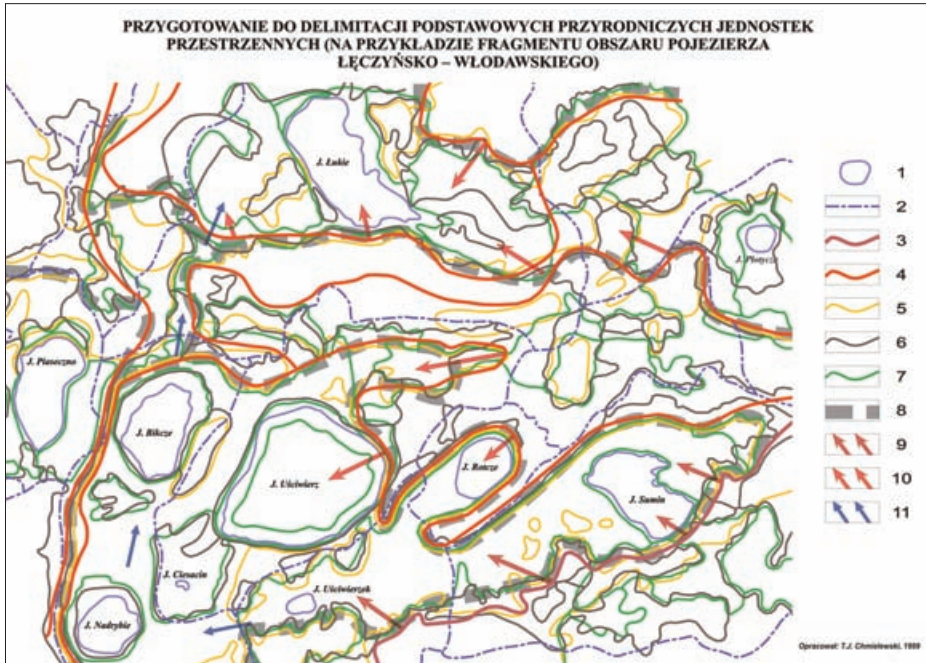 PRZYGOTOWANIE DO DELIMITACJI PODSTAWOWYCH PRZYRODNICZYCH JEDNOSTEK
PRZESTRZENNYCH (NA PRZYKŁADZIE FRAGMENTU OBSZARU POJEZIERZA
ŁĘCZYŃSKO – WŁODAWSKIEGO)
J. Łukie
J. Płotycze
J. Piaseczno
J. Bikcze
J. Uściwierz
J. Rotcze
J. Sumin
J. Ciesacin
J. Uściwierzek
J. Nadrybie
1
2
3
4
5
6
7
8
9
10
11
Opracował: T.J. Chmielewski, 1999